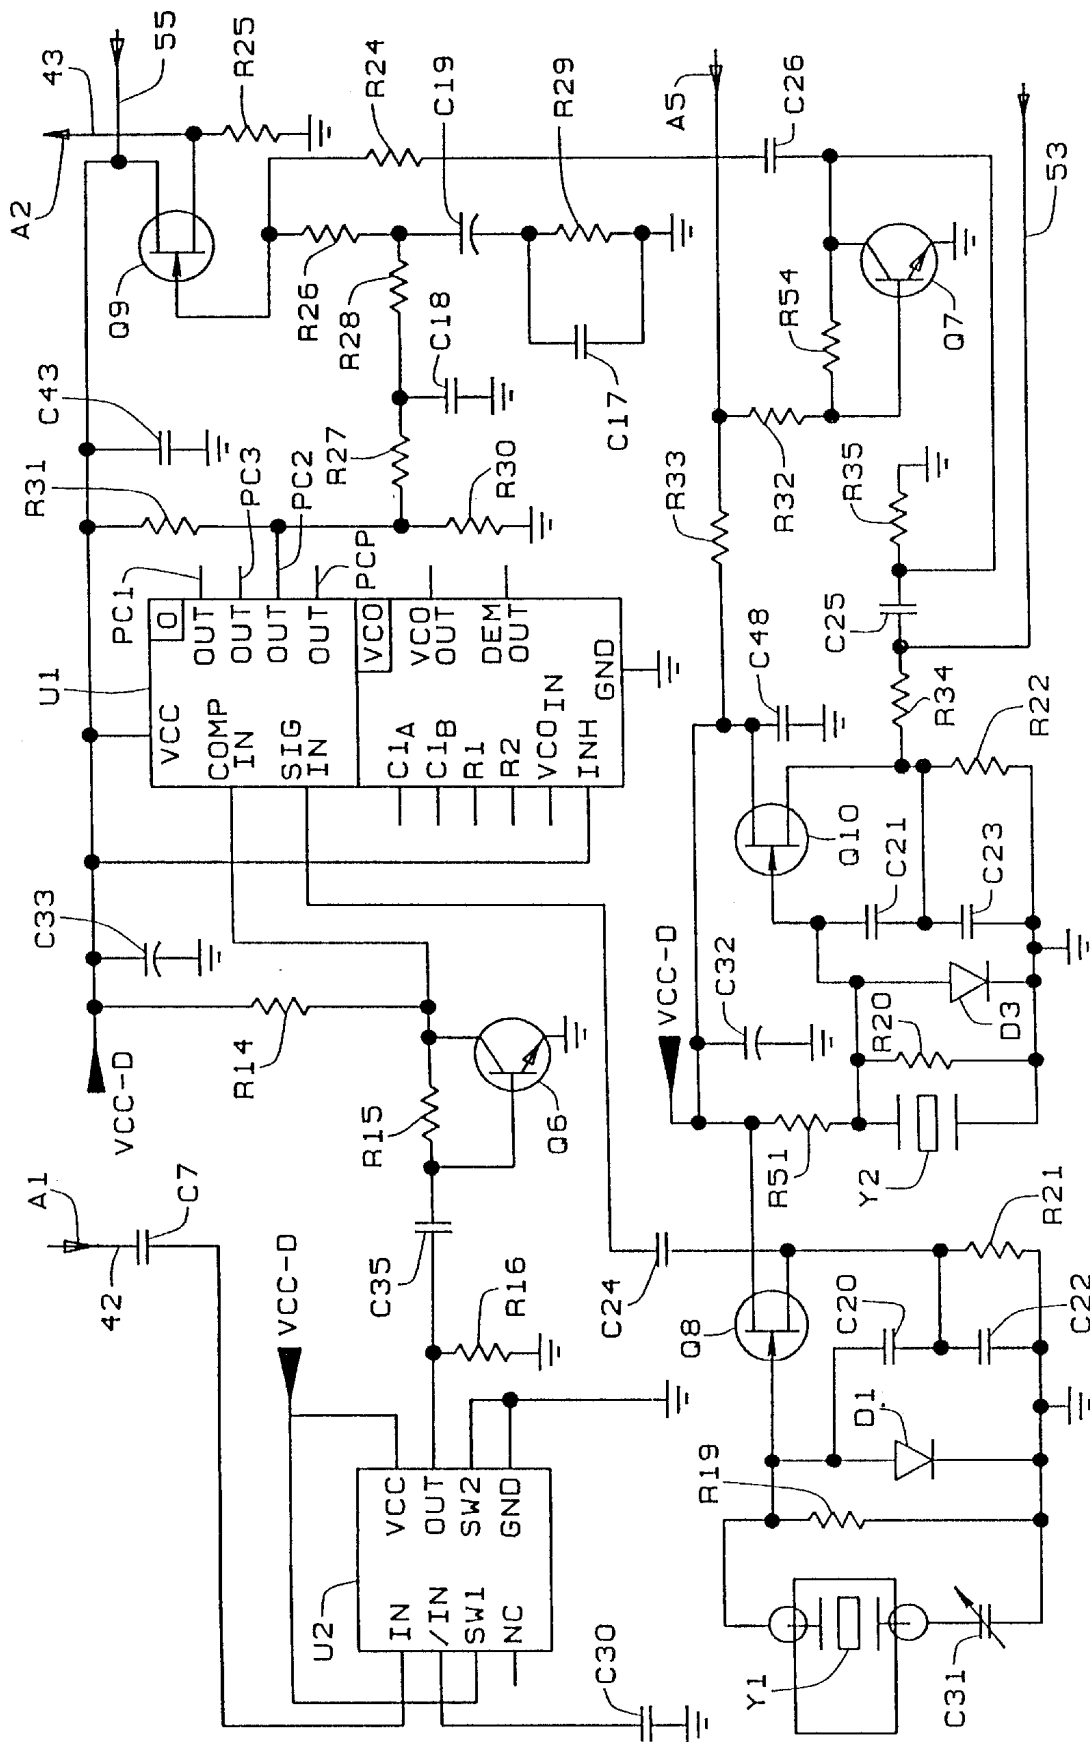 A2
43
55
R25
Q9
R24
C19
R29
R26
R28
C18
C17
R27
R30
C43
R31
PC3
PC2
PC1
PCP
U1
VCC
COMP IN
SIG IN
O
OUT
OUT
OUT
OUT
VCO
VCO OUT
DEM OUT
C1A
C1B
R1
R2
VCO IN
INH
GND
C33
VCC-D
R14
R15
Q6
A1
42
C7
C35
R16
VCC-D
U2
IN
/IN
SW1
NC
VCC
OUT
SW2
GND
C30
A5
C26
53
R54
Q7
R32
R33
R35
C25
C48
R34
R22
Q10
C21
C23
VCC-D
C32
D3
R20
R51
Y2
C24
R21
Q8
C20
C22
D1
R19
Y1
C31